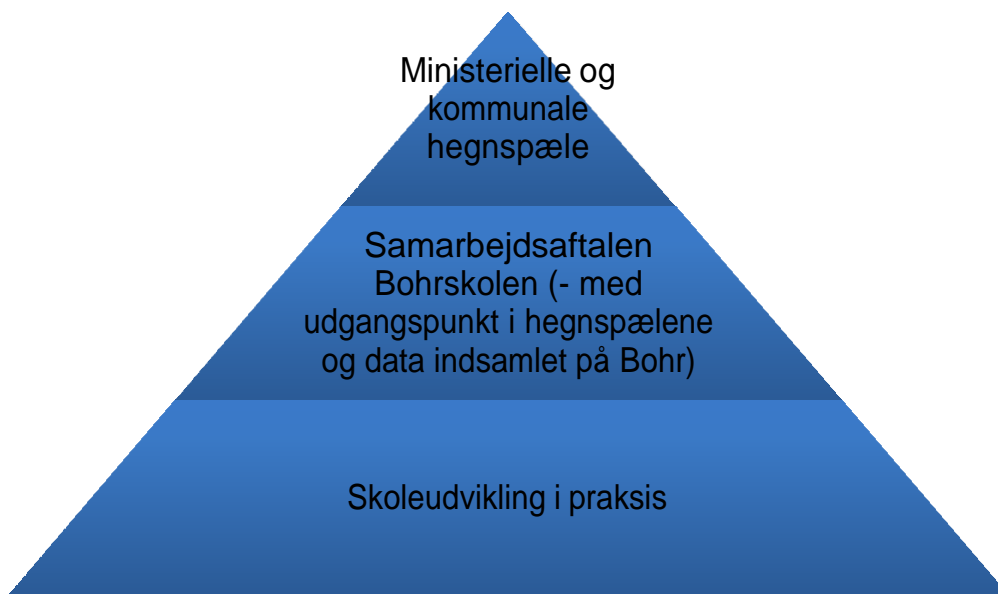 Ministerielle og
kommunale
hegnspæle
Samarbejdsaftalen
Bohrskolen (- med
udgangspunkt i hegnspælene
og data indsamlet på Bohr)
Skoleudvikling i praksis